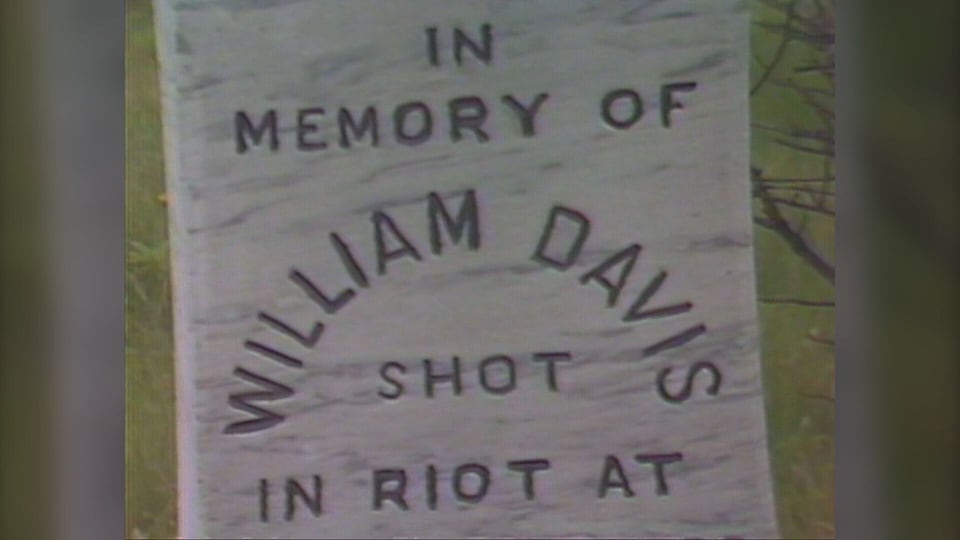 IN
MEMORY OF
WILLIAM DAVIS
SHOT
IN RIOT AT